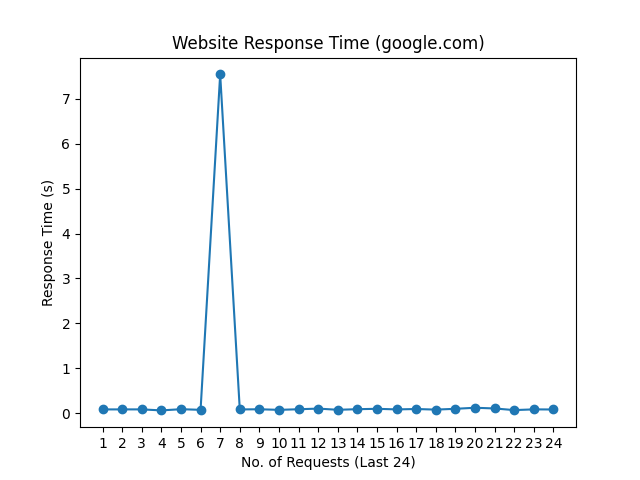 Website Response Time (google.com)
7
6
5
4
3
2
1
0
Response Time (s)
1 2 3 4 5 6 7 8 9 10 11 12 13 14 15 16 17 18 19 20 21 22 23 24
No. of Requests (Last 24)